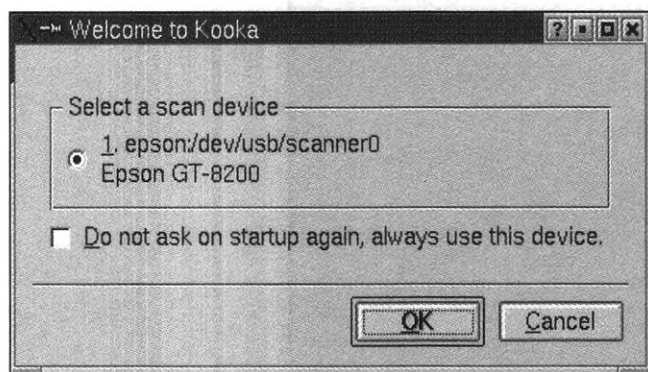 Welcome to Kooka
Select a scan device
1. epson:/dev/usb/scanner0
Epson GT-8200
Do not ask on startup again, always use this device.
OK
Cancel